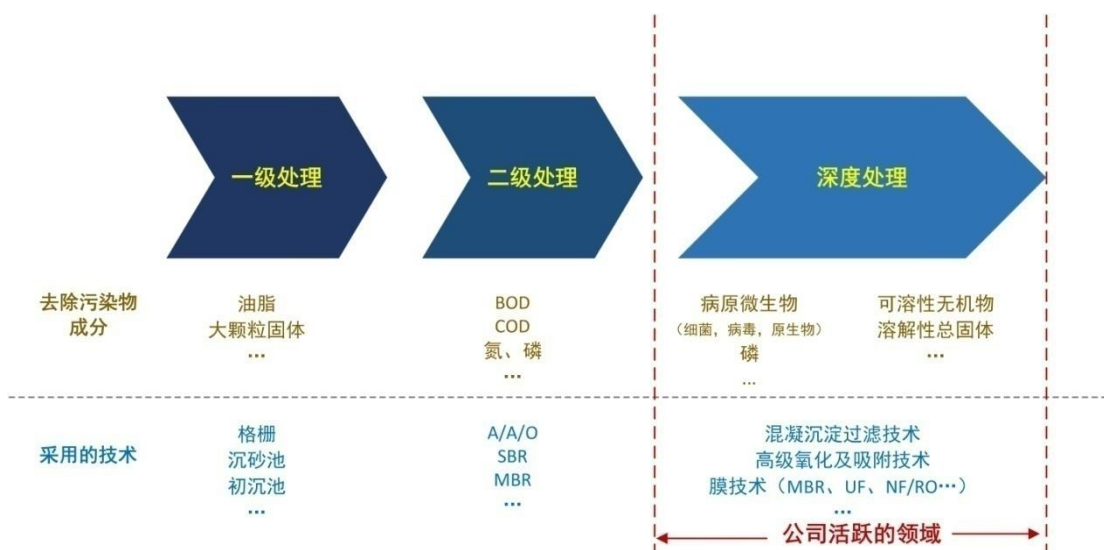 一级处理
二级处理
深度处理
去除污染物
成分
油脂
大颗粒固体
...
BOD
COD
氮、磷
...
病原微生物
(细菌，病毒，原生物)
磷
...
可溶性无机物
溶解性总固体
...
采用的技术
格栅
沉砂池
初沉池
...
A/A/O
SBR
MBR
...
混凝沉淀过滤技术
高级氧化及吸附技术
膜技术（MBR、UF、NF/RO…）
...
公司活跃的领域